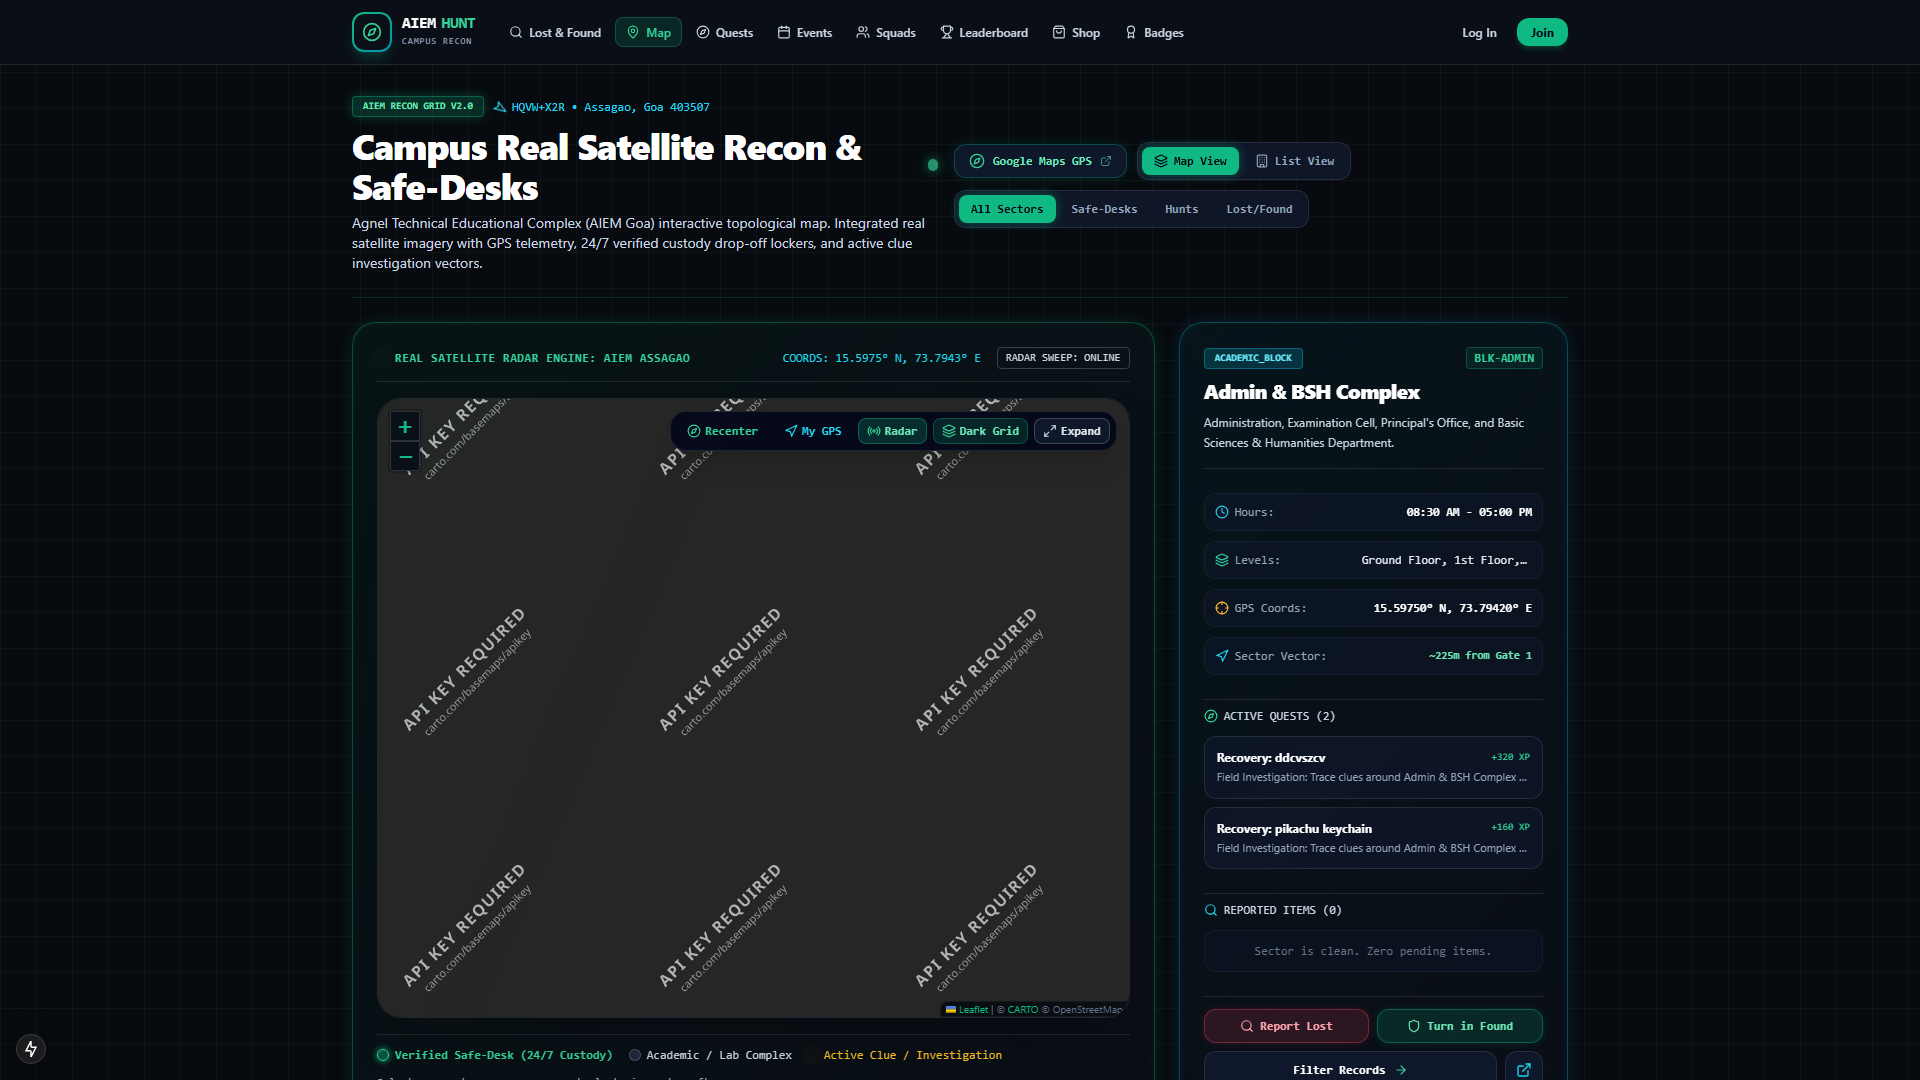 AIEM HUNT
CAMPUS RECON
Lost & Found
Map
Quests
Events
Squads
Leaderboard
Shop
Badges
Log In
Join
AIEM RECON GRID V2.0
HQVW+X2R • Assagao, Goa 403507
Campus Real Satellite Recon &
Safe-Desks
Agnel Technical Educational Complex (AIEM Goa) interactive topological map. Integrated real
satellite imagery with GPS telemetry, 24/7 verified custody drop-off lockers, and active clue
investigation vectors.
Google Maps GPS
Map View
List View
All Sectors
Safe-Desks
Hunts
Lost/Found
REAL SATELLITE RADAR ENGINE: AIEM ASSAGAO
COORDS: 15.5975° N, 73.7943° E
RADAR SWEEP: ONLINE
+
−
Recenter
My GPS
Radar
Dark Grid
Expand
API KEY REQ
carto.com/basemaps/
API
carto.c
API
carto.c
API KEY REQUIRED
carto.com/basemaps/apikey
API KEY REQUIRED
carto.com/basemaps/apikey
API KEY REQUIRED
carto.com/basemaps/apikey
API KEY REQUIRED
carto.com/basemaps/apikey
API KEY REQUIRED
carto.com/basemaps/apikey
API KEY REQUIRED
carto.com/basemaps/apikey
Leaflet | © CARTO © OpenStreetMap
Verified Safe-Desk (24/7 Custody)
Academic / Lab Complex
Active Clue / Investigation
ACADEMIC_BLOCK
BLK-ADMIN
Admin & BSH Complex
Administration, Examination Cell, Principal's Office, and Basic
Sciences & Humanities Department.
Hours:
08:30 AM - 05:00 PM
Levels:
Ground Floor, 1st Floor,…
GPS Coords:
15.59750° N, 73.79420° E
Sector Vector:
~225m from Gate 1
ACTIVE QUESTS (2)
Recovery: ddcvszcv
+320 XP
Field Investigation: Trace clues around Admin & BSH Complex ...
Recovery: pikachu keychain
+160 XP
Field Investigation: Trace clues around Admin & BSH Complex ...
REPORTED ITEMS (0)
Sector is clean. Zero pending items.
Report Lost
Turn in Found
Filter Records